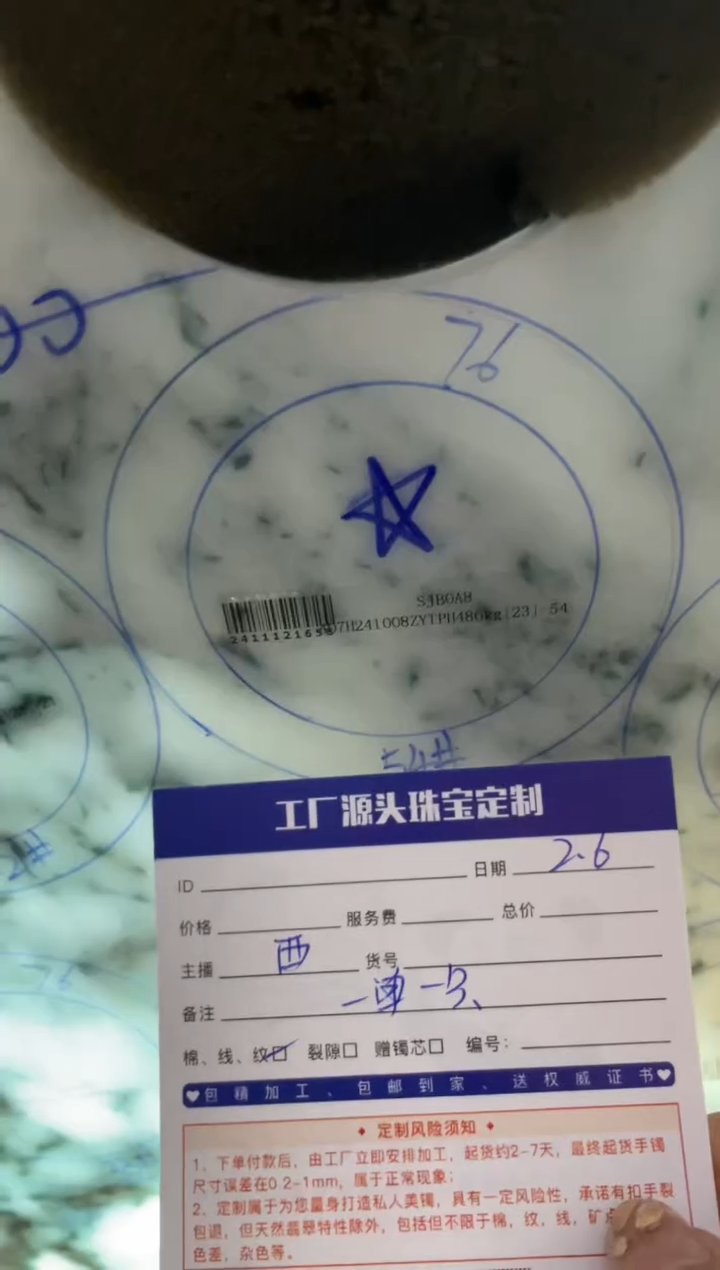 76
SJB0A8
7H241008ZYTPH480kg[23] 54
241112165
54#
76
工厂源头珠宝定制
ID
日期 2.6
价格 服务费 总价
主播 西 货号
备注 一单一只、
棉、线、纹 裂隙 赠镯芯 编号：
包精加工、包邮到家、送权威证书
定制风险须知
1、下单付款后，由工厂立即安排加工，起货约2-7天，最终起货手镯
尺寸误差在0.2-1mm，属于正常现象；
2、定制属于为您量身打造私人美镯，具有一定风险性，承诺有扣手裂
包退，但天然翡翠特性除外，包括但不限于棉，纹，线，矿
色差，杂色等。